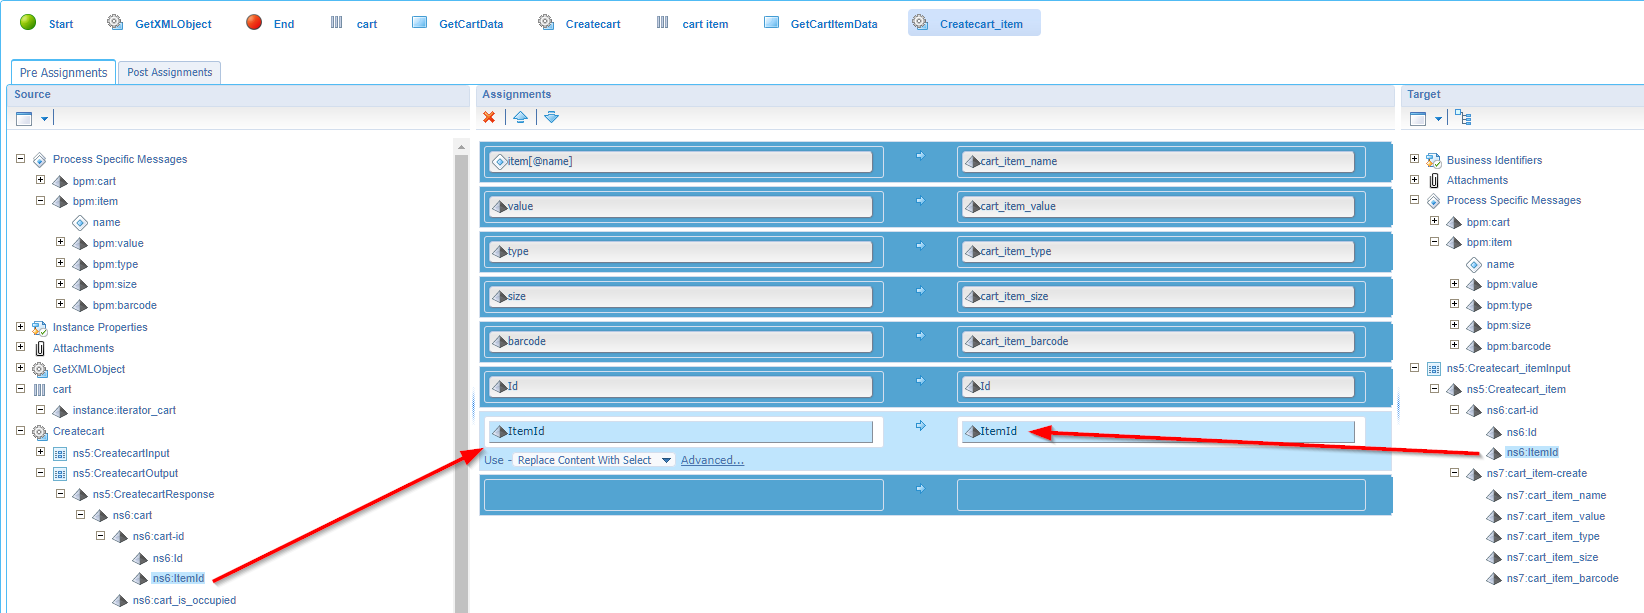 Start GetXMLObject End cart GetCartData Createcart cart item GetCartItemData Createcart_item
Pre Assignments Post Assignments
Source
Process Specific Messages
bpm:cart
bpm:item
name
bpm:value
bpm:type
bpm:size
bpm:barcode
Instance Properties
Attachments
GetXMLObject
cart
instance:iterator_cart
Createcart
ns5:CreatecartInput
ns5:CreatecartOutput
ns5:CreatecartResponse
ns6:cart
ns6:cart-id
ns6:Id
ns6:ItemId
ns6:cart_is_occupied
Assignments
item[@name] cart_item_name
value cart_item_value
type cart_item_type
size cart_item_size
barcode cart_item_barcode
Id Id
ItemId ItemId
Use - Replace Content With Select Advanced...
Target
Business Identifiers
Attachments
Process Specific Messages
bpm:cart
bpm:item
name
bpm:value
bpm:type
bpm:size
bpm:barcode
ns5:Createcart_itemInput
ns5:Createcart_item
ns6:cart-id
ns6:Id
ns6:ItemId
ns7:cart_item-create
ns7:cart_item_name
ns7:cart_item_value
ns7:cart_item_type
ns7:cart_item_size
ns7:cart_item_barcode